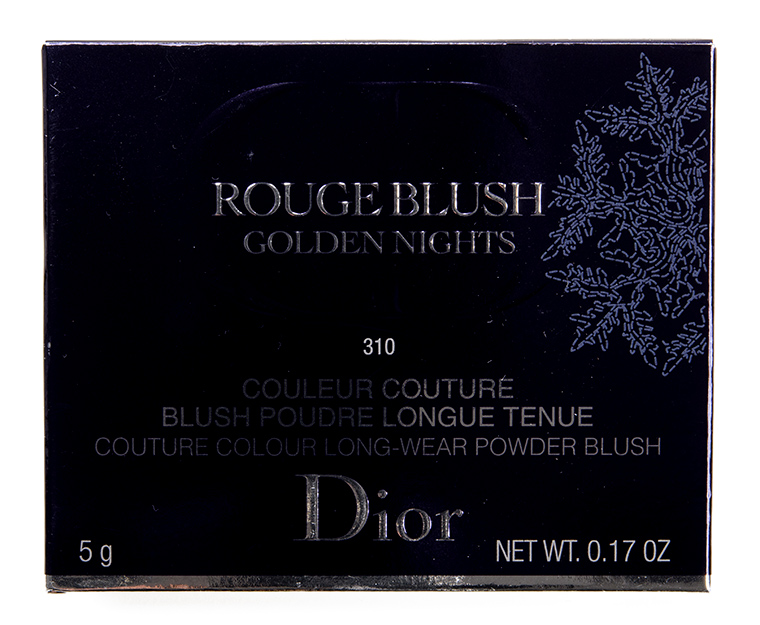 ROUGE BLUSH
GOLDEN NIGHTS
310
COULEUR COUTURE
BLUSH POUDRE LONGUE TENUE
COUTURE COLOUR LONG-WEAR POWDER BLUSH
Dior
5 g
NET WT. 0.17 OZ